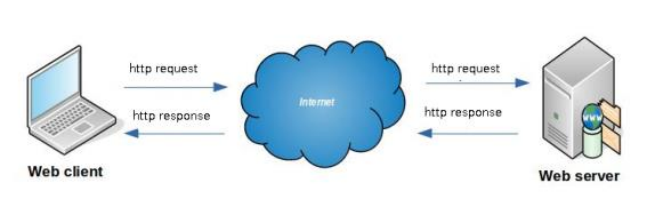 http request
http request
Internet
http response
http response
Web client
Web server